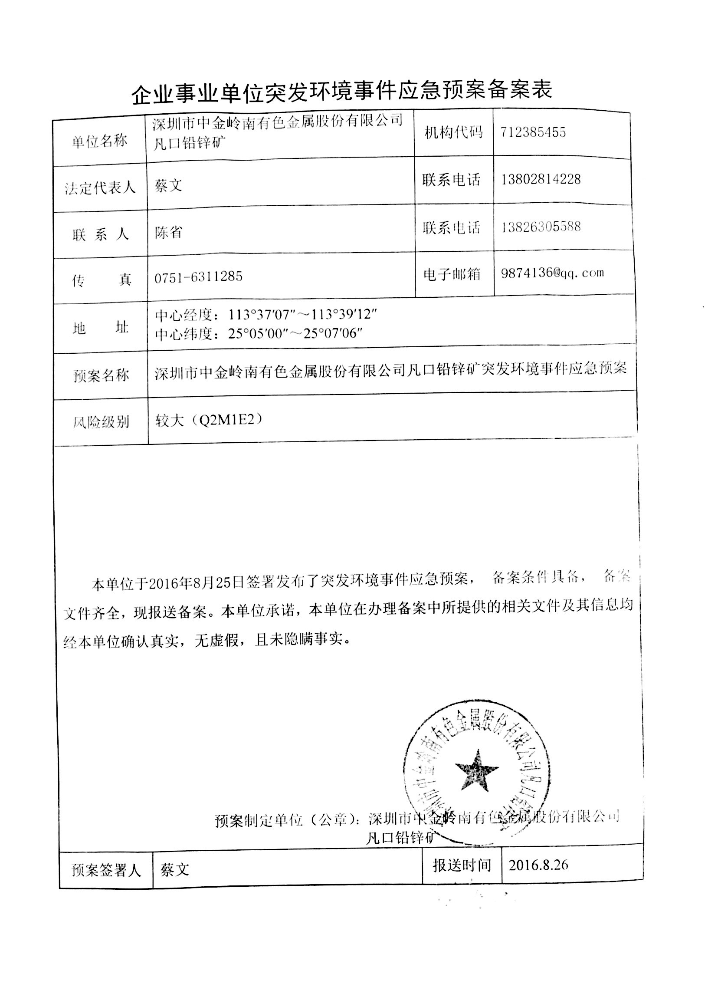 企业事业单位突发环境事件应急预案备案表
单位名称 深圳市中金岭南有色金属股份有限公司 机构代码 712385455
凡口铅锌矿
法定代表人 蔡文 联系电话 13802814228
联系人 陈省 联系电话 13826305588
传真 0751-6311285 电子邮箱 9874136@qq.com
地址 中心经度：113°37′07″～113°39′12″
中心纬度：25°05′00″～25°07′06″
预案名称 深圳市中金岭南有色金属股份有限公司凡口铅锌矿突发环境事件应急预案
风险级别 较大（Q2M1E2）
本单位于2016年8月25日签署发布了突发环境事件应急预案， 备案条件具备， 备案
文件齐全，现报送备案。本单位承诺，本单位在办理备案中所提供的相关文件及其信息均
经本单位确认真实，无虚假，且未隐瞒事实。
市中金岭南有色金属股份有限公司凡口
预案制定单位（公章）：深圳市中金岭南有色金属股份有限公司
凡口铅锌矿
预案签署人 蔡文 报送时间 2016.8.26